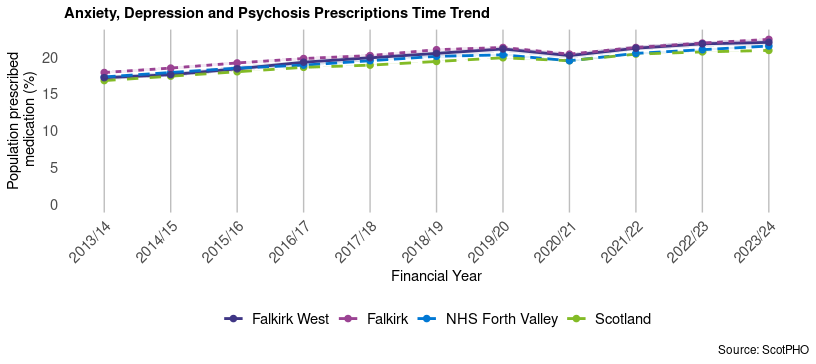 Anxiety, Depression and Psychosis Prescriptions Time Trend
Population prescribed
medication (%)
20
15
10
5
0
2013/14
2014/15
2015/16
2016/17
2017/18
2018/19
2019/20
2020/21
2021/22
2022/23
2023/24
Financial Year
Falkirk West
Falkirk
NHS Forth Valley
Scotland
Source: ScotPHO